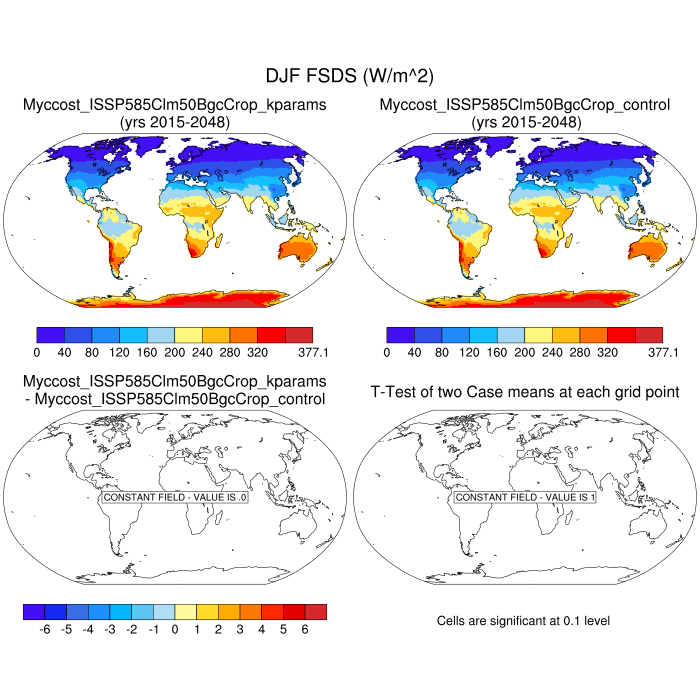 DJF FSDS (W/m^2)
Myccost_ISSP585Clm50BgcCrop_kparams
(yrs 2015-2048)
Myccost_ISSP585Clm50BgcCrop_control
(yrs 2015-2048)
0 40 80 120 160 200 240 280 320 377.1
0 40 80 120 160 200 240 280 320 377.1
Myccost_ISSP585Clm50BgcCrop_kparams
- Myccost_ISSP585Clm50BgcCrop_control
T-Test of two Case means at each grid point
CONSTANT FIELD - VALUE IS .0
CONSTANT FIELD - VALUE IS 1
-6 -5 -4 -3 -2 -1 0 1 2 3 4 5 6
Cells are significant at 0.1 level